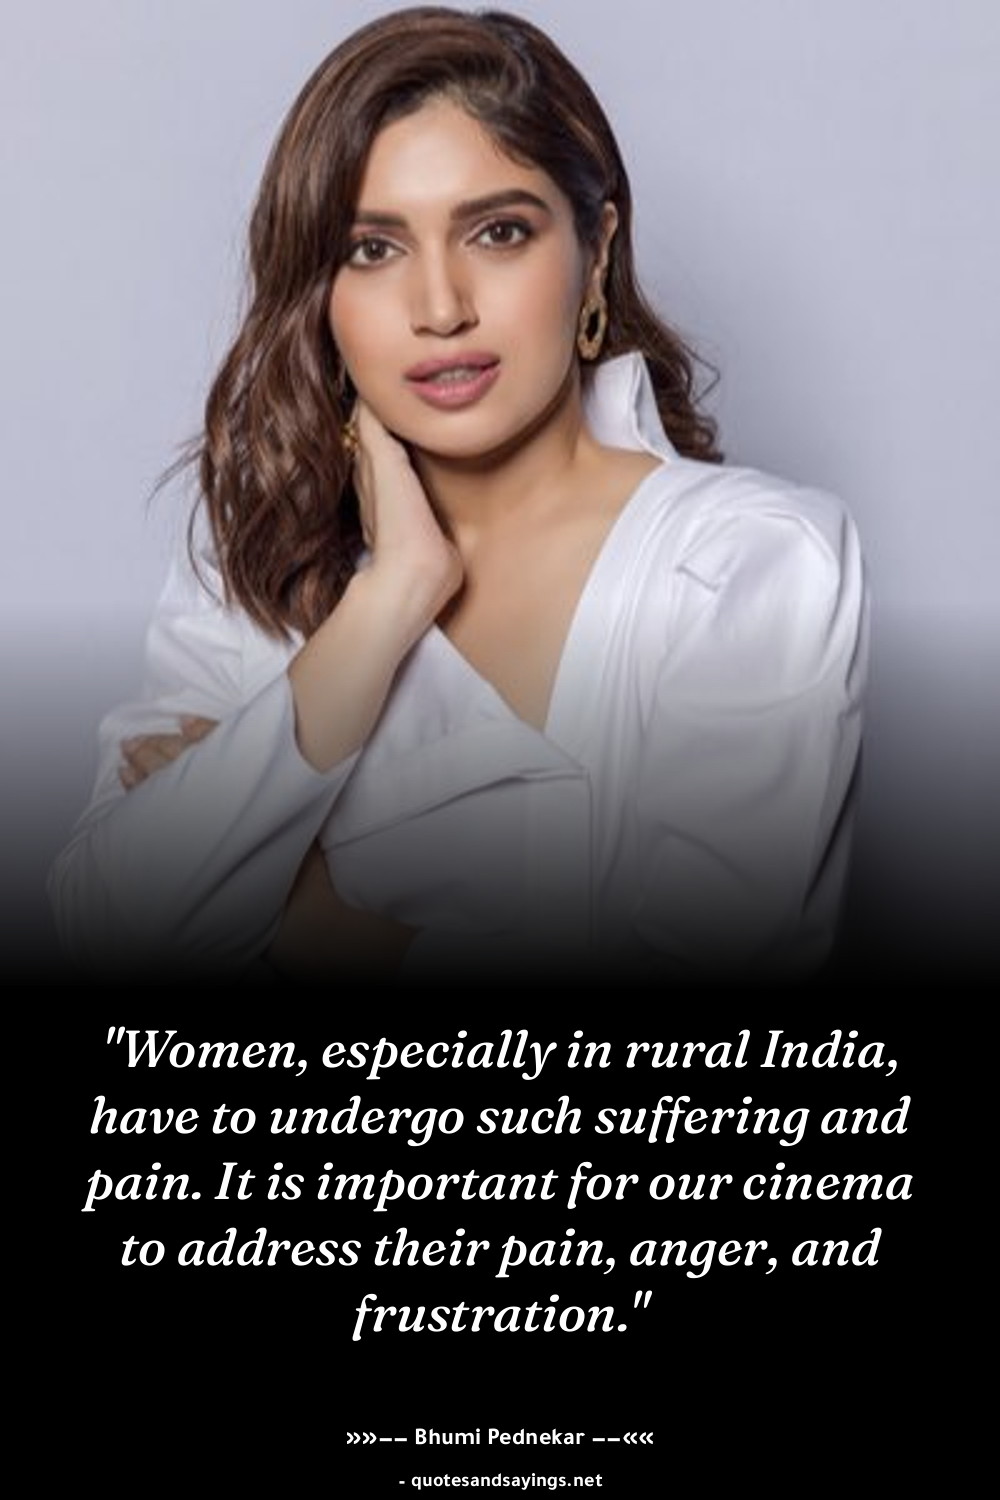 "Women, especially in rural India,
have to undergo such suffering and
pain. It is important for our cinema
to address their pain, anger, and
frustration."
»»–– Bhumi Pednekar ––««
- quotesandsayings.net